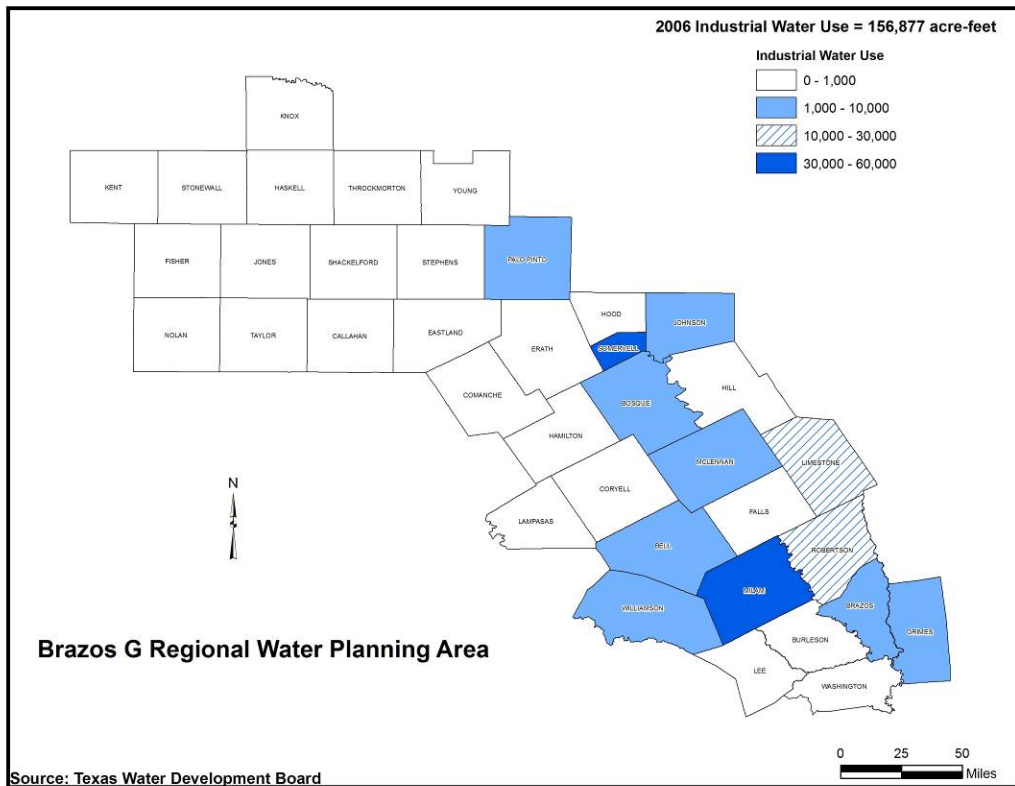 2006 Industrial Water Use = 156,877 acre-feet
Industrial Water Use
0 - 1,000
1,000 - 10,000
10,000 - 30,000
30,000 - 60,000
KNOX
KENT
STONEWALL
HASKELL
THROCKMORTON
YOUNG
FISHER
JONES
SHACKELFORD
STEPHENS
PALO PINTO
NOLAN
TAYLOR
CALLAHAN
EASTLAND
ERATH
HOOD
SOMERVELL
JOHNSON
COMANCHE
BOSQUE
HILL
HAMILTON
MCLENNAN
LIMESTONE
CORYELL
LAMPASAS
FALLS
BELL
ROBERTSON
MILAM
WILLIAMSON
BRAZOS
GRIMES
BURLESON
LEE
WASHINGTON
N
Brazos G Regional Water Planning Area
0 25 50
Miles
Source: Texas Water Development Board